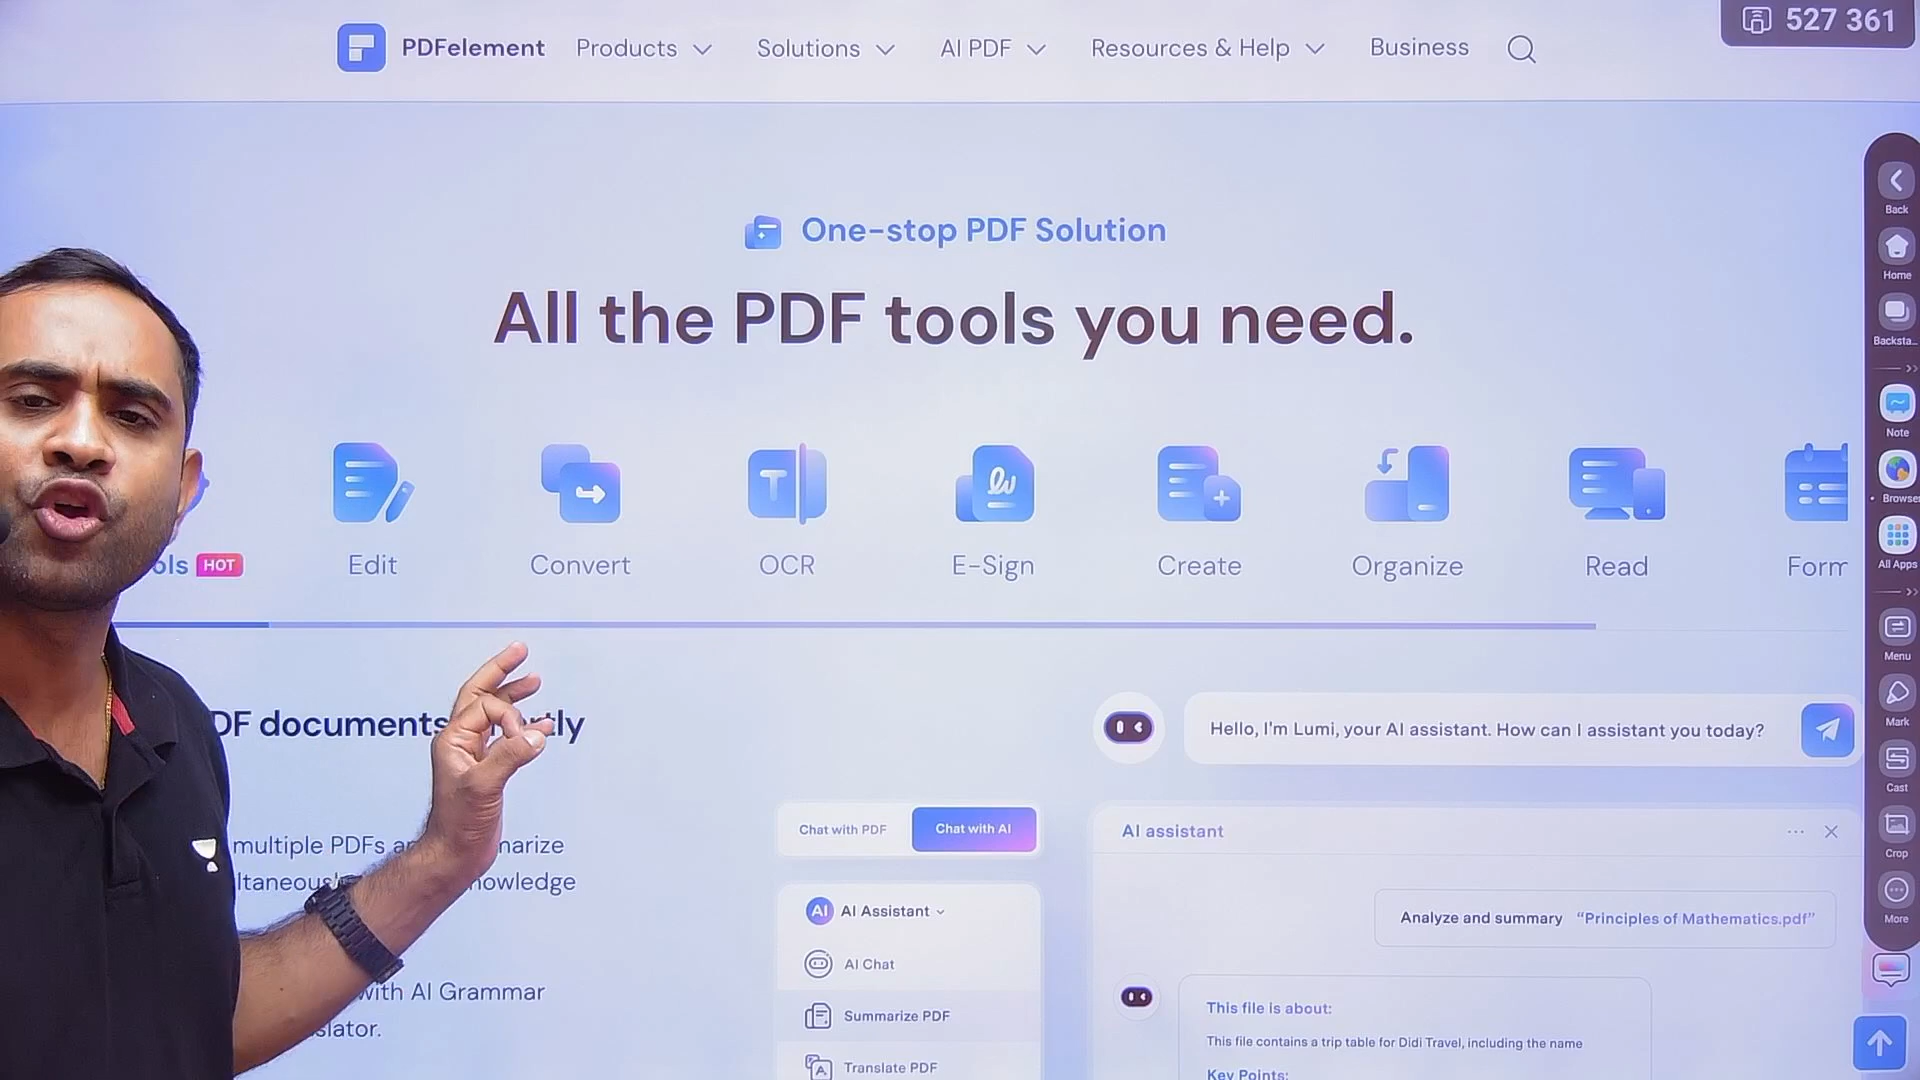 PDFelement Products Solutions AI PDF Resources & Help Business
527 361
One-stop PDF Solution
All the PDF tools you need.
HOT
Edit
Convert
OCR
E-Sign
Create
Organize
Read
Form
DF documents
Hello, I'm Lumi, your AI assistant. How can I assistant you today?
multiple PDFs
knowledge
with AI Grammar
Chat with PDF
Chat with AI
AI AI Assistant
AI Chat
Summarize PDF
Translate PDF
AI assistant
Analyze and summary "Principles of Mathematics.pdf"
This file is about:
This file contains a trip table for Didi Travel, including the name
Key Points:
Back
Home
Backsta...
Note
Browse
All Apps
Menu
Mark
Cast
Crop
More